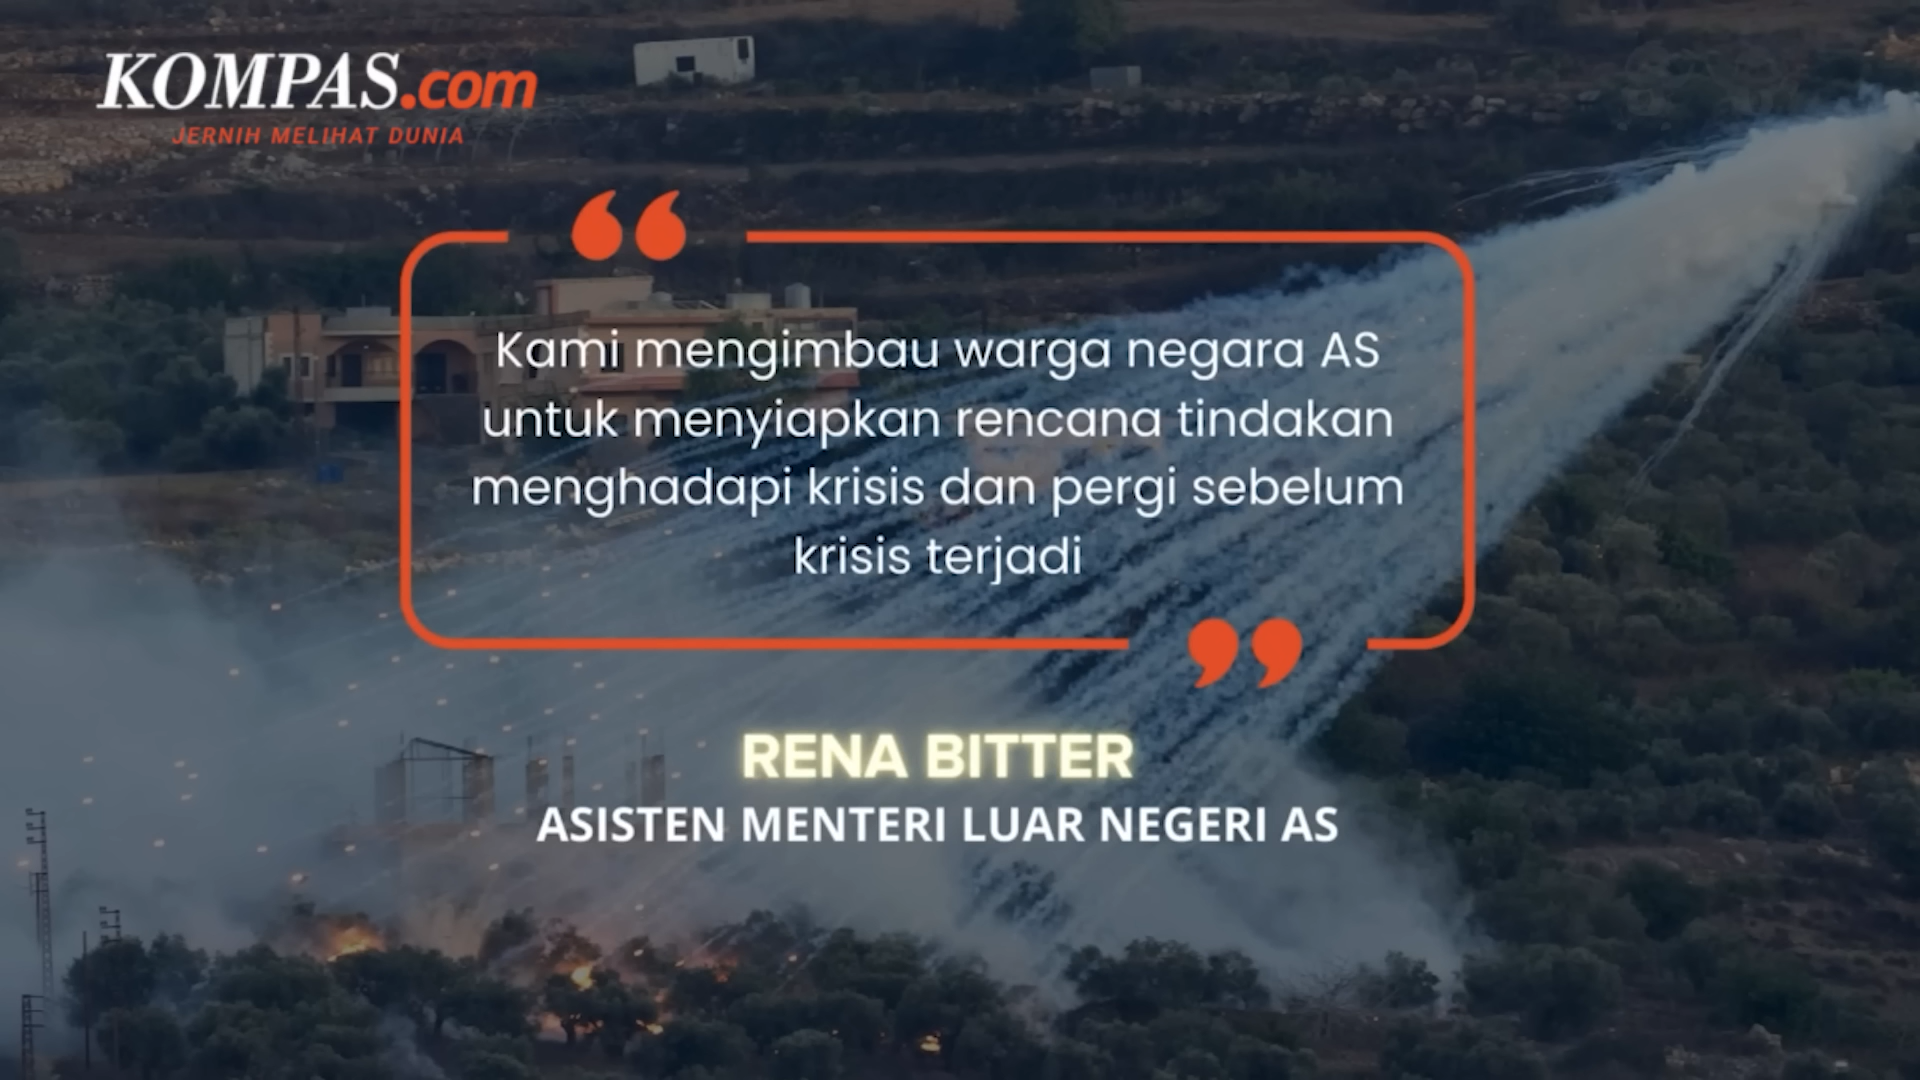 KOMPAS.com
JERNIH MELIHAT DUNIA
“
Kami mengimbau warga negara AS
untuk menyiapkan rencana tindakan
menghadapi krisis dan pergi sebelum
krisis terjadi
”
RENA BITTER
ASISTEN MENTERI LUAR NEGERI AS